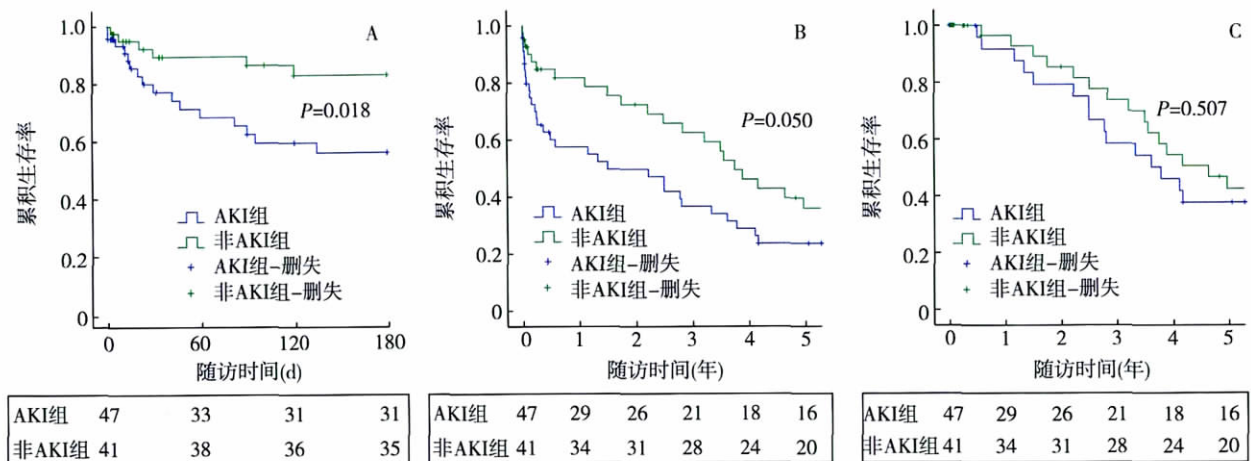 A
1.0
0.8
0.6
0.4
0.2
0
累积生存率
P=0.018
AKI组
非AKI组
AKI组-删失
非AKI组-删失
0 60 120 180
随访时间(d)
AKI组 47 33 31 31
非AKI组 41 38 36 35
B
1.0
0.8
0.6
0.4
0.2
0
累积生存率
P=0.050
AKI组
非AKI组
AKI组-删失
非AKI组-删失
0 1 2 3 4 5
随访时间(年)
AKI组 47 29 26 21 18 16
非AKI组 41 34 31 28 24 20
C
1.0
0.8
0.6
0.4
0.2
0
累积生存率
P=0.507
AKI组
非AKI组
AKI组-删失
非AKI组-删失
0 1 2 3 4 5
随访时间(年)
AKI组 47 29 26 21 18 16
非AKI组 41 34 31 28 24 20